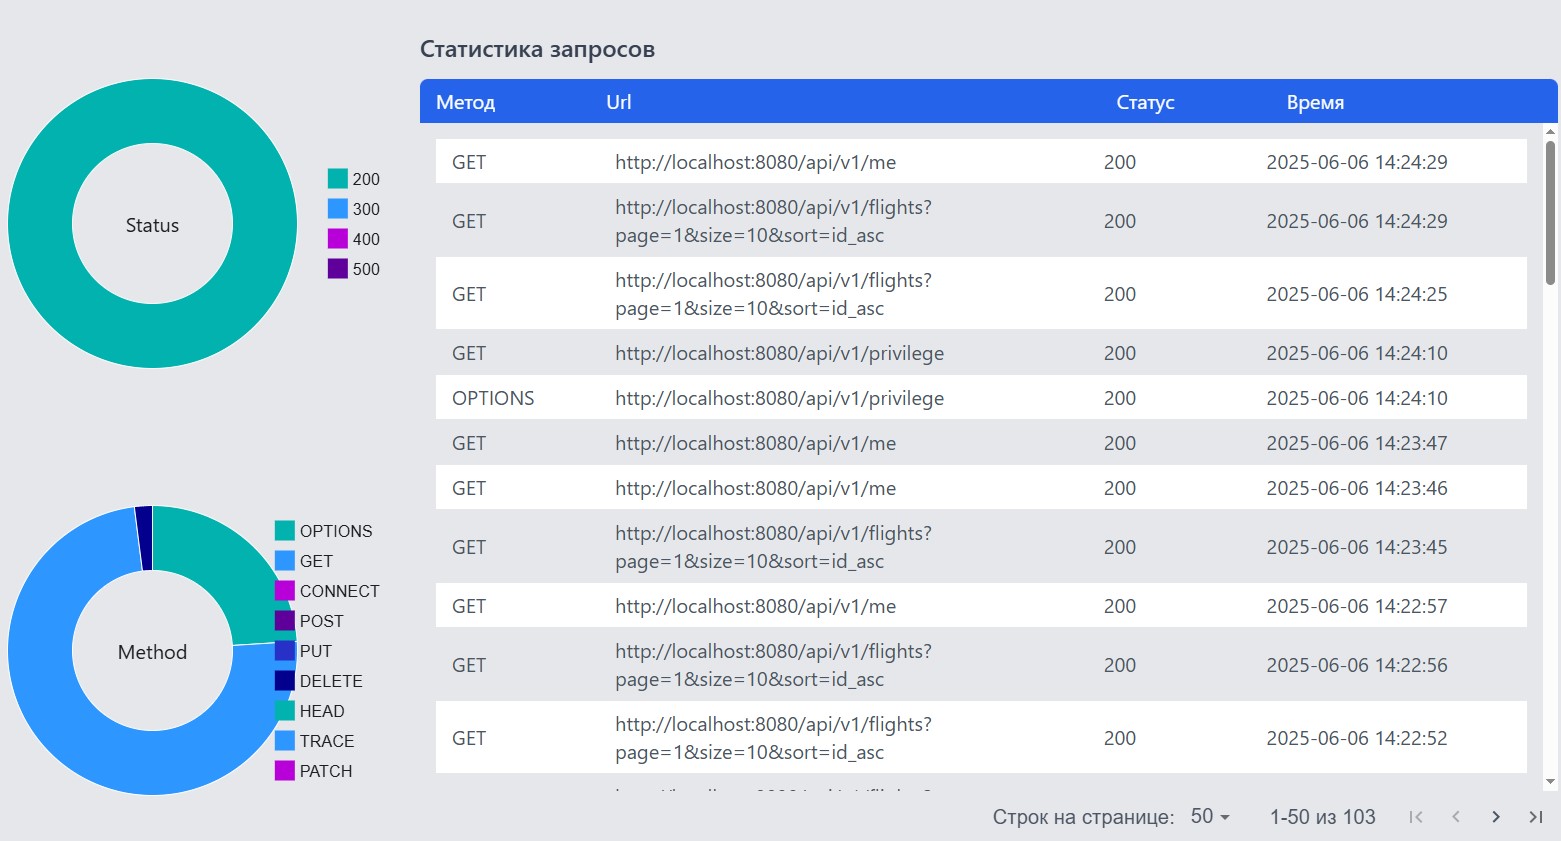 Статистика запросов
Метод Url Статус Время
GET http://localhost:8080/api/v1/me 200 2025-06-06 14:24:29
GET http://localhost:8080/api/v1/flights?
page=1&size=10&sort=id_asc 200 2025-06-06 14:24:29
GET http://localhost:8080/api/v1/flights?
page=1&size=10&sort=id_asc 200 2025-06-06 14:24:25
GET http://localhost:8080/api/v1/privilege 200 2025-06-06 14:24:10
OPTIONS http://localhost:8080/api/v1/privilege 200 2025-06-06 14:24:10
GET http://localhost:8080/api/v1/me 200 2025-06-06 14:23:47
GET http://localhost:8080/api/v1/me 200 2025-06-06 14:23:46
GET http://localhost:8080/api/v1/flights?
page=1&size=10&sort=id_asc 200 2025-06-06 14:23:45
GET http://localhost:8080/api/v1/me 200 2025-06-06 14:22:57
GET http://localhost:8080/api/v1/flights?
page=1&size=10&sort=id_asc 200 2025-06-06 14:22:56
GET http://localhost:8080/api/v1/flights?
page=1&size=10&sort=id_asc 200 2025-06-06 14:22:52
Строк на странице: 50 1-50 из 103
Status
200
300
400
500
Method
OPTIONS
GET
CONNECT
POST
PUT
DELETE
HEAD
TRACE
PATCH